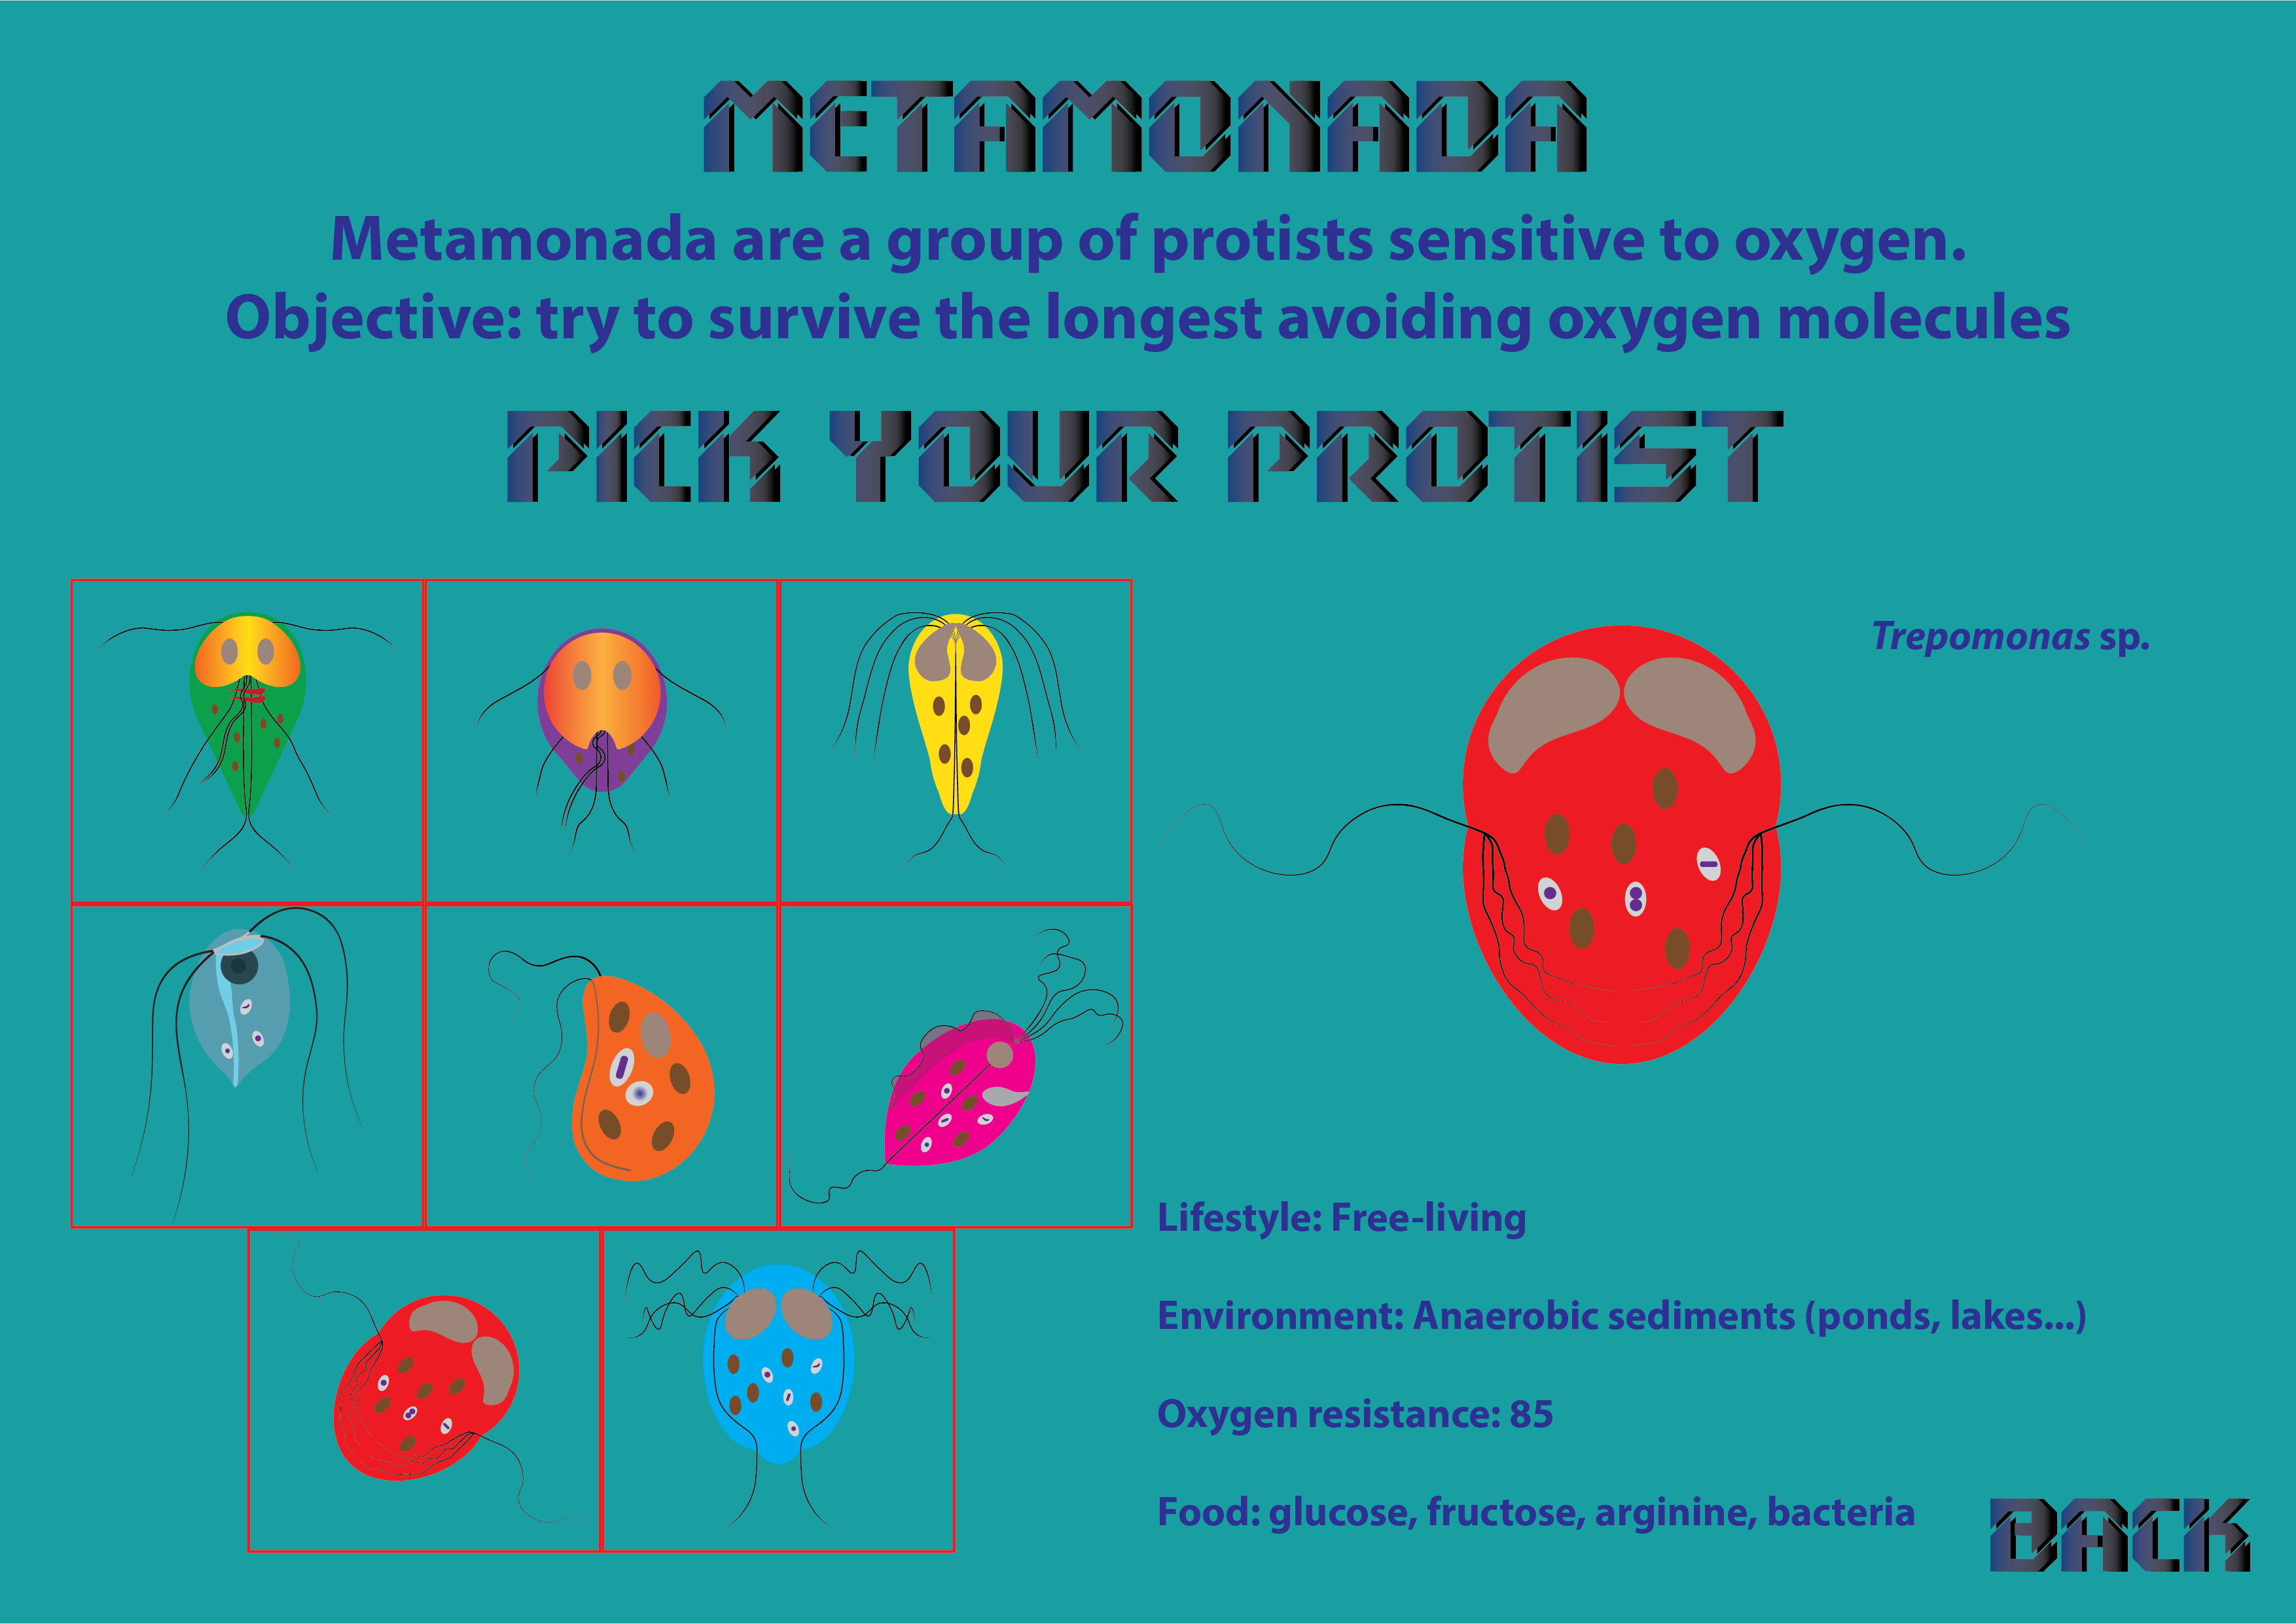 METAMONADA
Metamonada are a group of protists sensitive to oxygen.
Objective: try to survive the longest avoiding oxygen molecules
PICK YOUR PROTIST
Trepomonas sp.
Lifestyle: Free-living
Environment: Anaerobic sediments (ponds, lakes...)
Oxygen resistance: 85
Food: glucose, fructose, arginine, bacteria
BACK